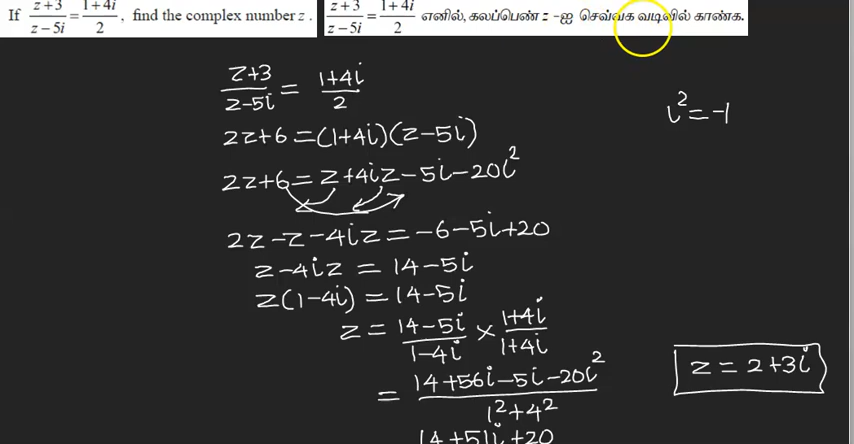 If (z+3)/(z−5i) = (1+4i)/2, find the complex number z.
(z+3)/(z−5i) = (1+4i)/2 எனில், கலப்பெண் z -ஐ செவ்வக வடிவில் காண்க.
(z+3)/(z−5i) = (1+4i)/2
i² = −1
2z+6 = (1+4i)(z−5i)
2z+6 = z+4iz−5i−20i²
2z−z−4iz = −6−5i+20
z−4iz = 14−5i
z(1−4i) = 14−5i
z = (14−5i)/(1−4i) × (1+4i)/(1+4i)
= (14+56i−5i−20i²)/(1²+4²)
z = 2+3i
14+51i+20